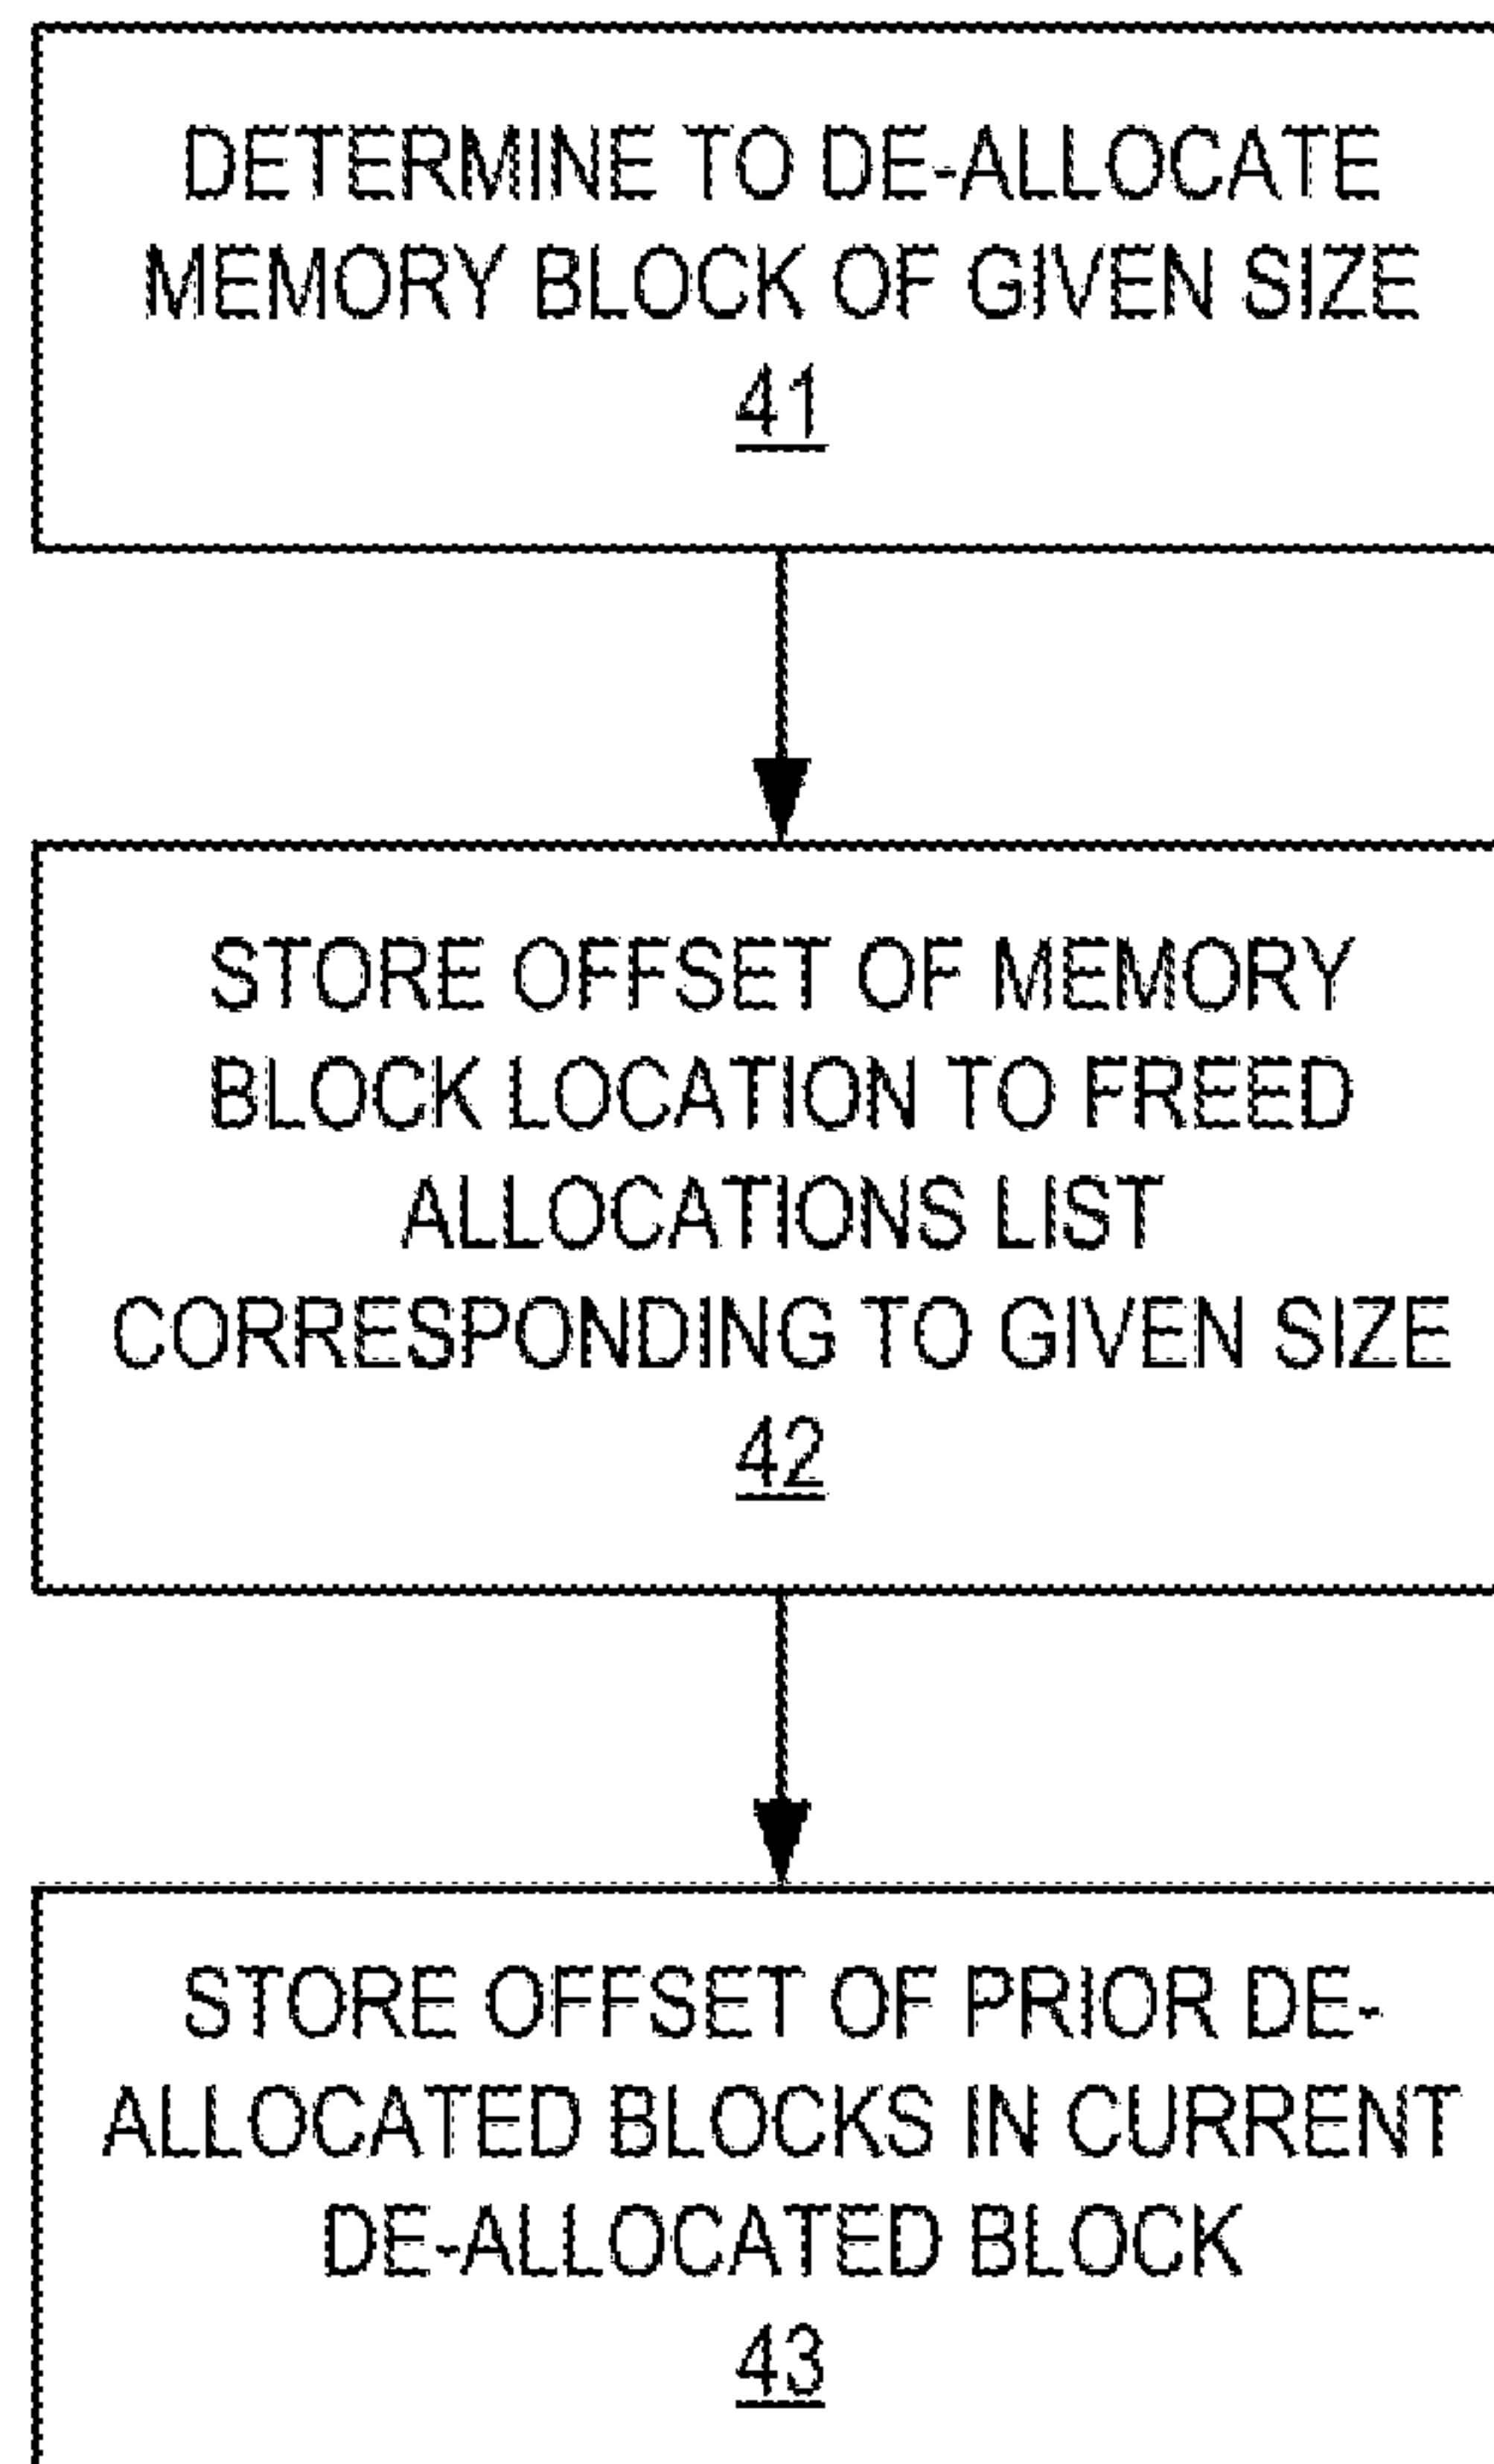 DETERMINE TO DE-ALLOCATE
MEMORY BLOCK OF GIVEN SIZE
41
STORE OFFSET OF MEMORY
BLOCK LOCATION TO FREED
ALLOCATIONS LIST
CORRESPONDING TO GIVEN SIZE
42
STORE OFFSET OF PRIOR DE-
ALLOCATED BLOCKS IN CURRENT
DE-ALLOCATED BLOCK
43